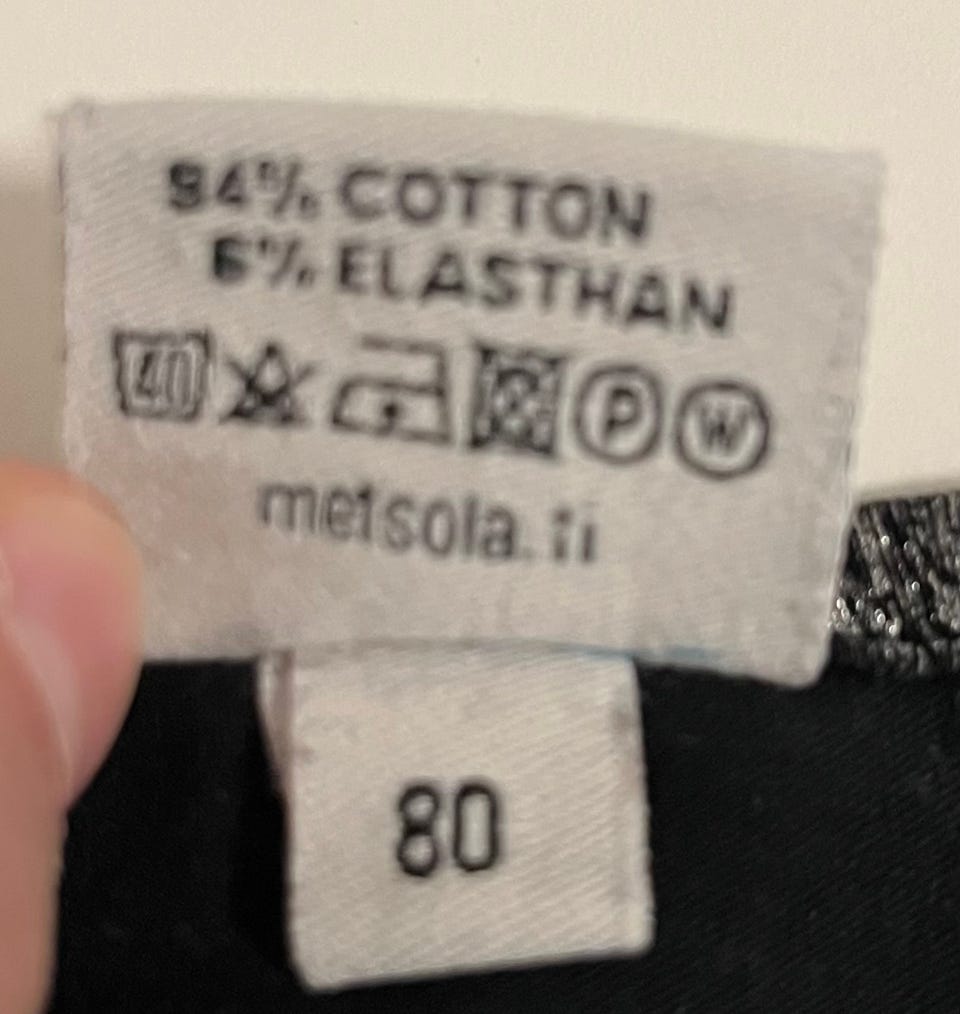 94% COTTON
6% ELASTHAN
40 P W
metsola.fi
80